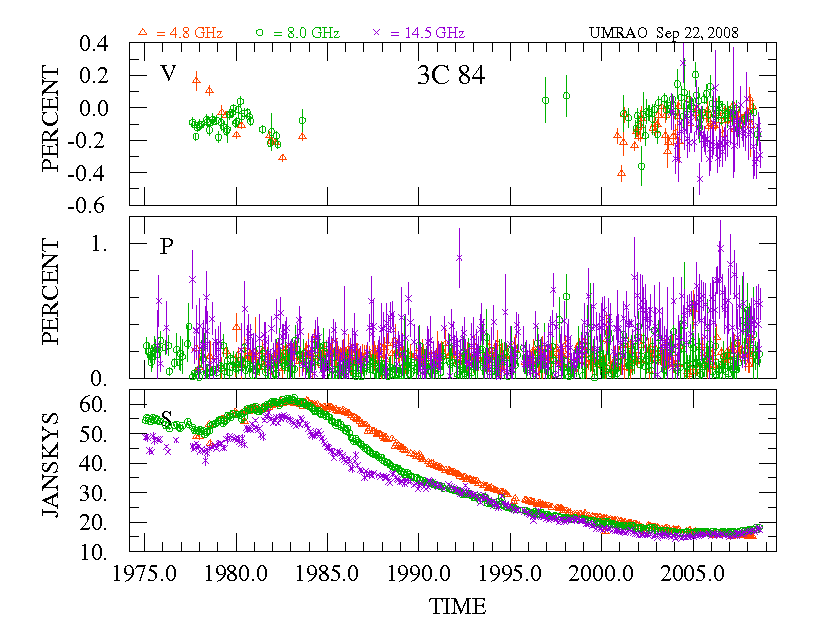 △ = 4.8 GHz ○ = 8.0 GHz × = 14.5 GHz UMRAO Sep 22, 2008
V 3C 84
PERCENT
0.4
0.2
0.0
-0.2
-0.4
-0.6
P
PERCENT
1.
0.
S
JANSKYS
60.
50.
40.
30.
20.
10.
1975.0 1980.0 1985.0 1990.0 1995.0 2000.0 2005.0
TIME